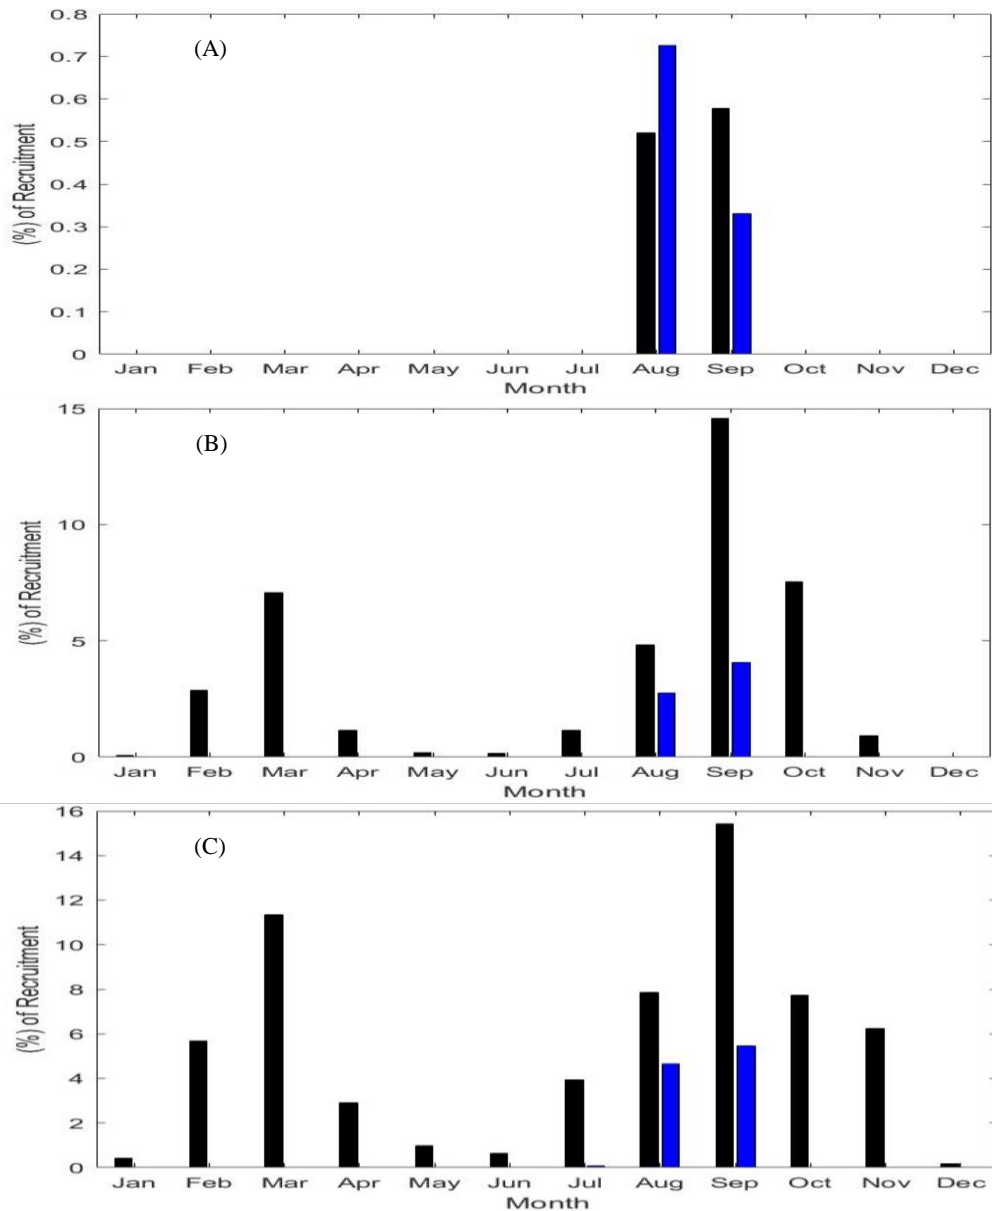 0.8
(A)
0.7
0.6
0.5
0.4
0.3
0.2
0.1
0
(%) of Recruitment
Jan Feb Mar Apr May Jun Jul Aug Sep Oct Nov Dec
Month
15
(B)
10
5
0
(%) of Recruitment
Jan Feb Mar Apr May Jun Jul Aug Sep Oct Nov Dec
Month
16
(C)
14
12
10
8
6
4
2
0
(%) of Recruitment
Jan Feb Mar Apr May Jun Jul Aug Sep Oct Nov Dec
Month